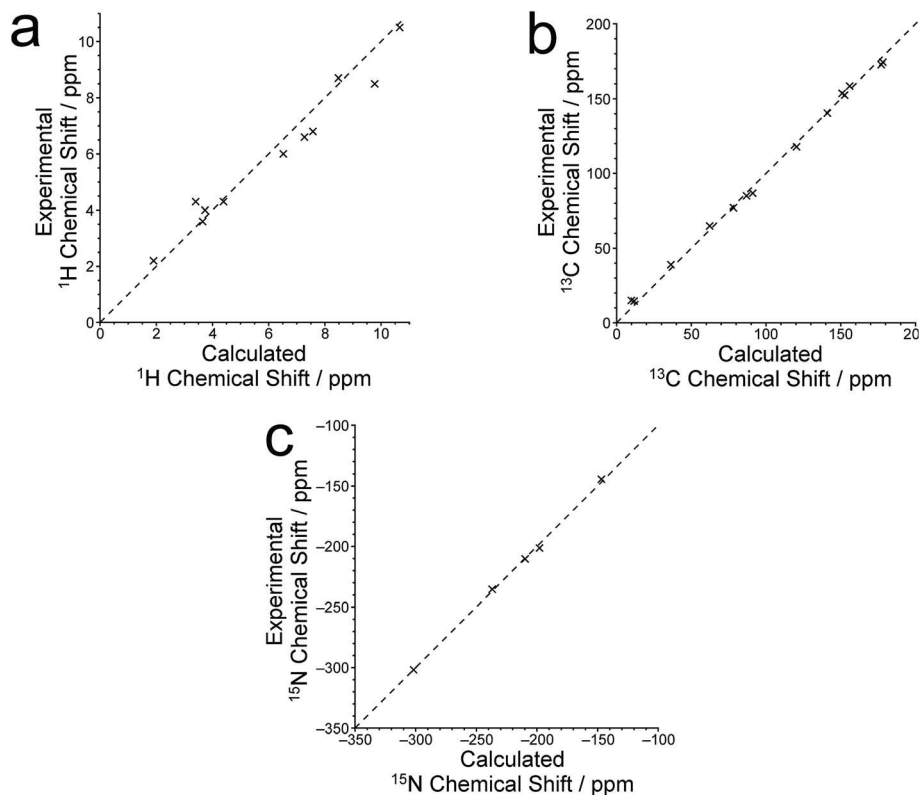 a
Experimental
¹H Chemical Shift / ppm
10
8
6
4
2
0
0 2 4 6 8 10
Calculated
¹H Chemical Shift / ppm
b
Experimental
¹³C Chemical Shift / ppm
200
150
100
50
0
0 50 100 150 200
Calculated
¹³C Chemical Shift / ppm
c
Experimental
¹⁵N Chemical Shift / ppm
–100
–150
–200
–250
–300
–350
–350 –300 –250 –200 –150 –100
Calculated
¹⁵N Chemical Shift / ppm